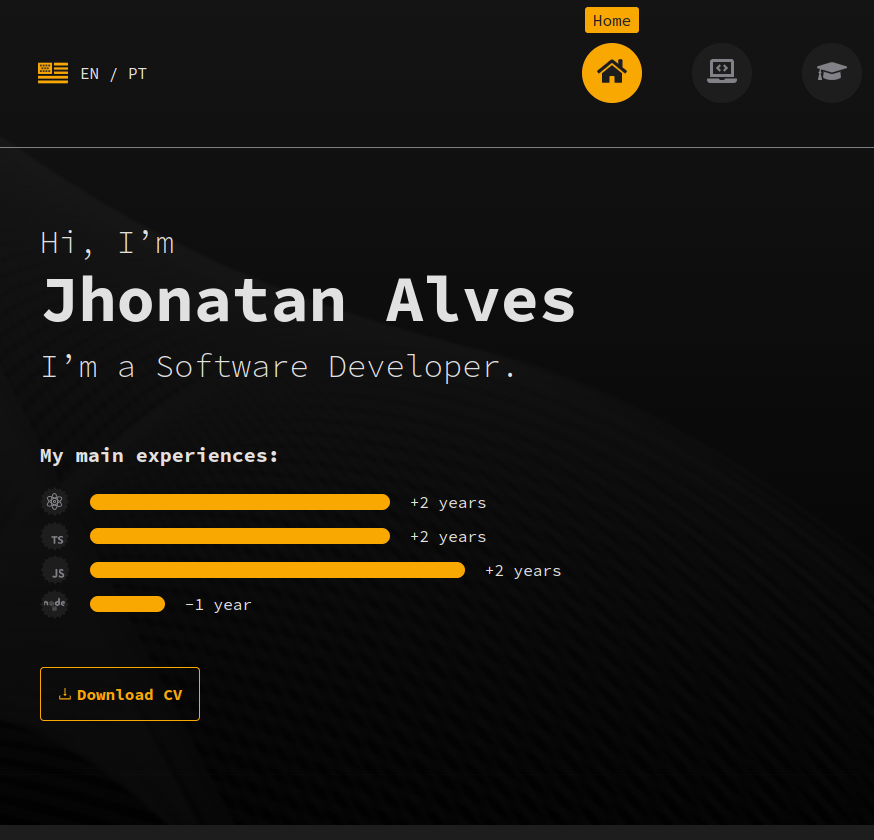 Home
EN / PT
Hi, I’m
Jhonatan Alves
I’m a Software Developer.
My main experiences:
+2 years
TS +2 years
JS +2 years
node -1 year
Download CV